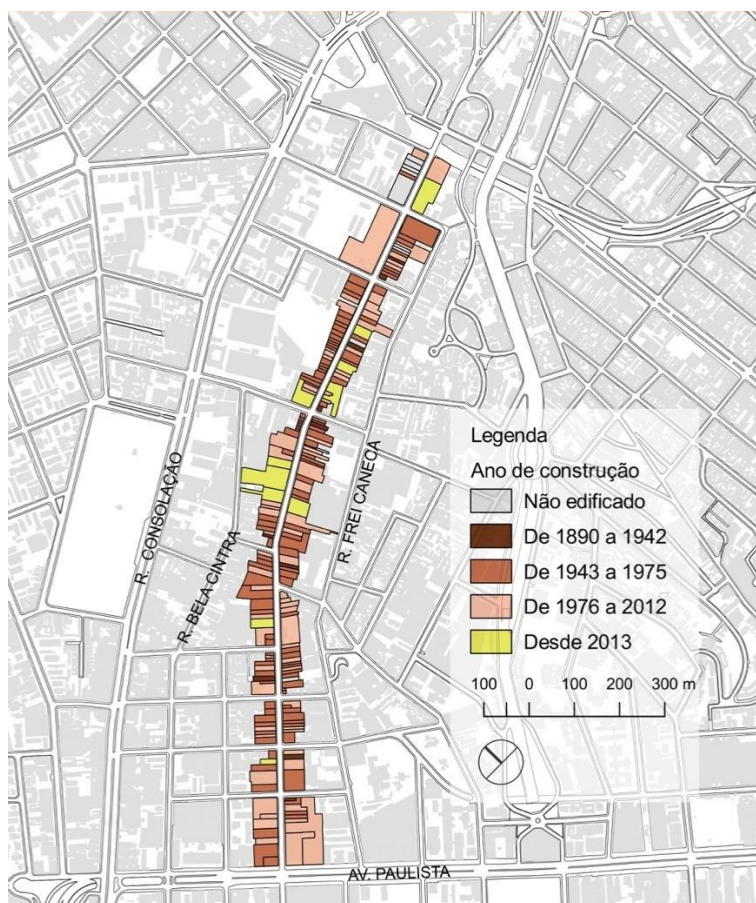 R. CONSOLAÇÃO
R. BELA CINTRA
R. FREI CANECA
AV. PAULISTA
Legenda
Ano de construção
Não edificado
De 1890 a 1942
De 1943 a 1975
De 1976 a 2012
Desde 2013
100 0 100 200 300 m